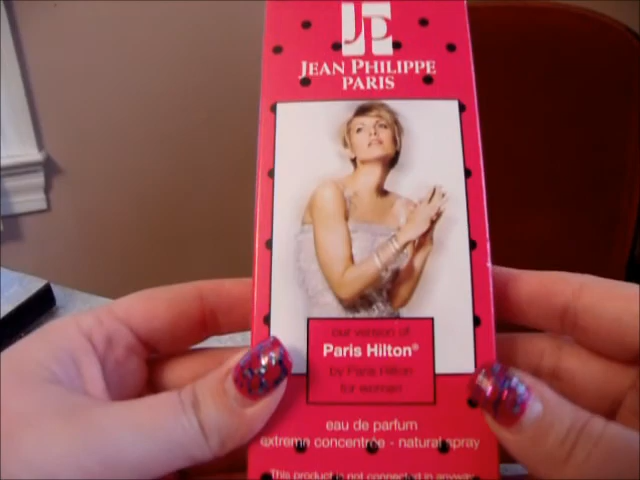 JP
JEAN PHILIPPE
PARIS
our version of
Paris Hilton®
by Paris Hilton
for women
eau de parfum
extreme concentrée - natural spray
This product is not connected in anyway